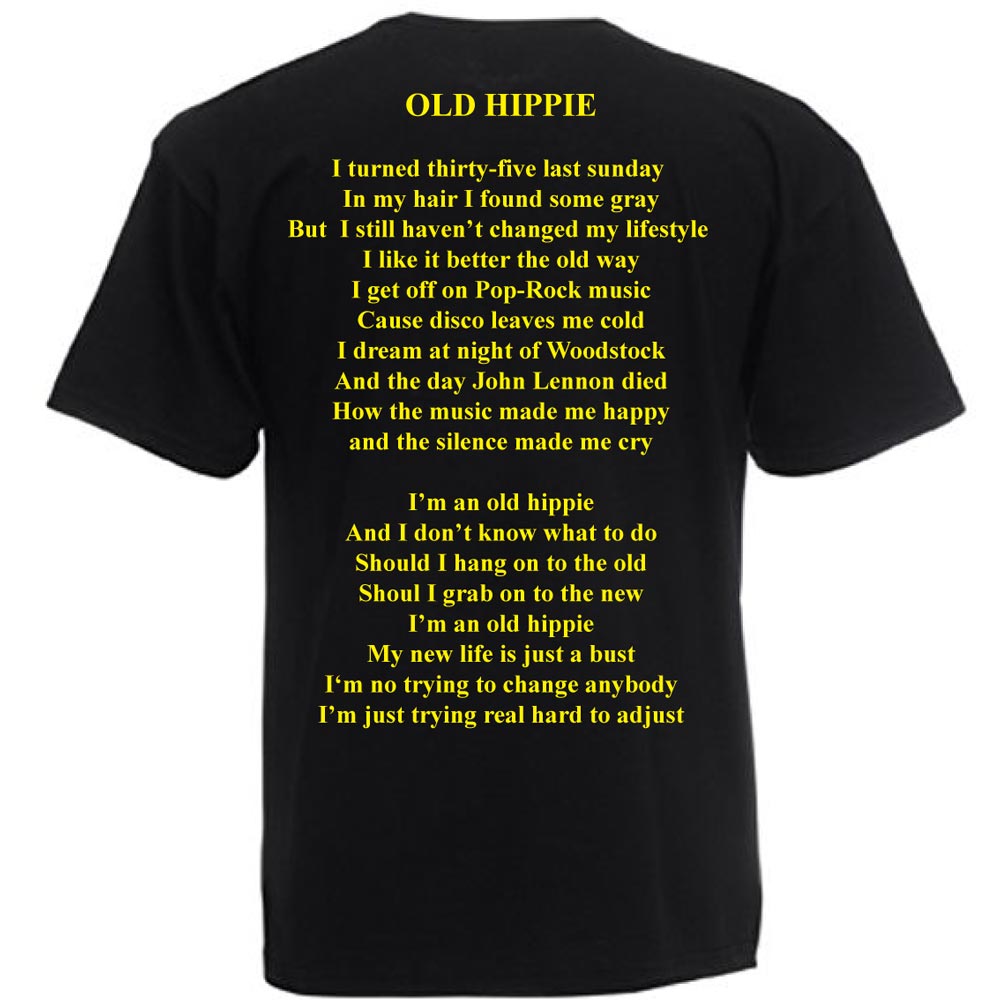 OLD HIPPIE
I turned thirty-five last sunday
In my hair I found some gray
But  I still haven’t changed my lifestyle
I like it better the old way
I get off on Pop-Rock music
Cause disco leaves me cold
I dream at night of Woodstock
And the day John Lennon died
How the music made me happy
and the silence made me cry
I’m an old hippie
And I don’t know what to do
Should I hang on to the old
Shoul I grab on to the new
I’m an old hippie
My new life is just a bust
I‘m no trying to change anybody
I’m just trying real hard to adjust